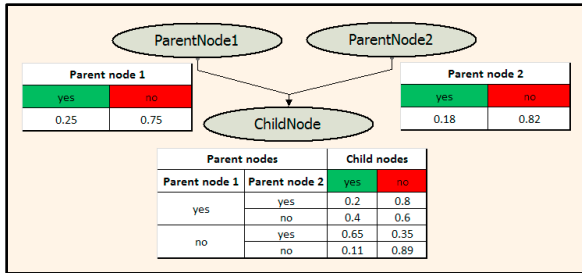 ParentNode1 ParentNode2
Parent node 1
yes no
0.25 0.75
Parent node 2
yes no
0.18 0.82
ChildNode
Parent nodes Child nodes
Parent node 1 Parent node 2 yes no
yes yes 0.2 0.8
no 0.4 0.6
no yes 0.65 0.35
no 0.11 0.89